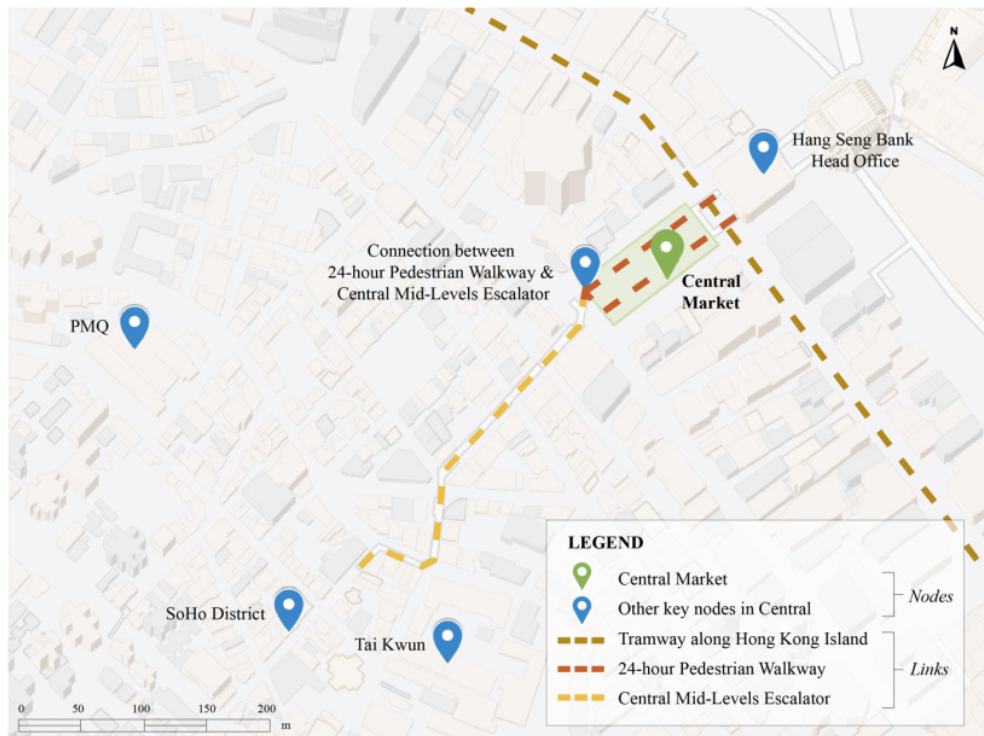 N
Hang Seng Bank
Head Office
Connection between
24-hour Pedestrian Walkway &
Central Mid-Levels Escalator
Central
Market
PMQ
SoHo District
Tai Kwun
LEGEND
Central Market
Other key nodes in Central
Nodes
Tramway along Hong Kong Island
24-hour Pedestrian Walkway
Links
Central Mid-Levels Escalator
0 50 100 150 200
m